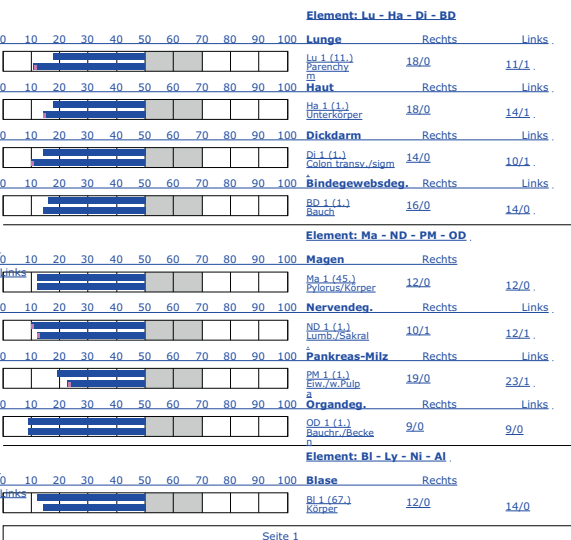 Element: Lu - Ha - Di - BD
0 10 20 30 40 50 60 70 80 90 100 Lunge Rechts Links
Lu 1 (11.) 18/0 11/1
Parenchy
m
0 10 20 30 40 50 60 70 80 90 100 Haut Rechts Links
Ha 1 (1.) 18/0 14/1
Unterkörper
0 10 20 30 40 50 60 70 80 90 100 Dickdarm Rechts Links
Di 1 (1.) 14/0 10/1
Colon transv./sigm
.
0 10 20 30 40 50 60 70 80 90 100 Bindegewebsdeg. Rechts Links
BD 1 (1.) 16/0 14/0
Bauch
Element: Ma - ND - PM - OD
0 10 20 30 40 50 60 70 80 90 100 Magen Rechts
Links
Ma 1 (45.) 12/0 12/0
Pylorus/Körper
0 10 20 30 40 50 60 70 80 90 100 Nervendeg. Rechts Links
ND 1 (1.) 10/1 12/1
Lumb./Sakral
.
0 10 20 30 40 50 60 70 80 90 100 Pankreas-Milz Rechts Links
PM 1 (1.) 19/0 23/1
Eiw./w.Pulp
a
0 10 20 30 40 50 60 70 80 90 100 Organdeg. Rechts Links
OD 1 (1.) 9/0 9/0
Bauchr./Becke
n
Element: Bl - Ly - Ni - Al
0 10 20 30 40 50 60 70 80 90 100 Blase Rechts
Links
Bl 1 (67.) 12/0 14/0
Körper
Seite 1